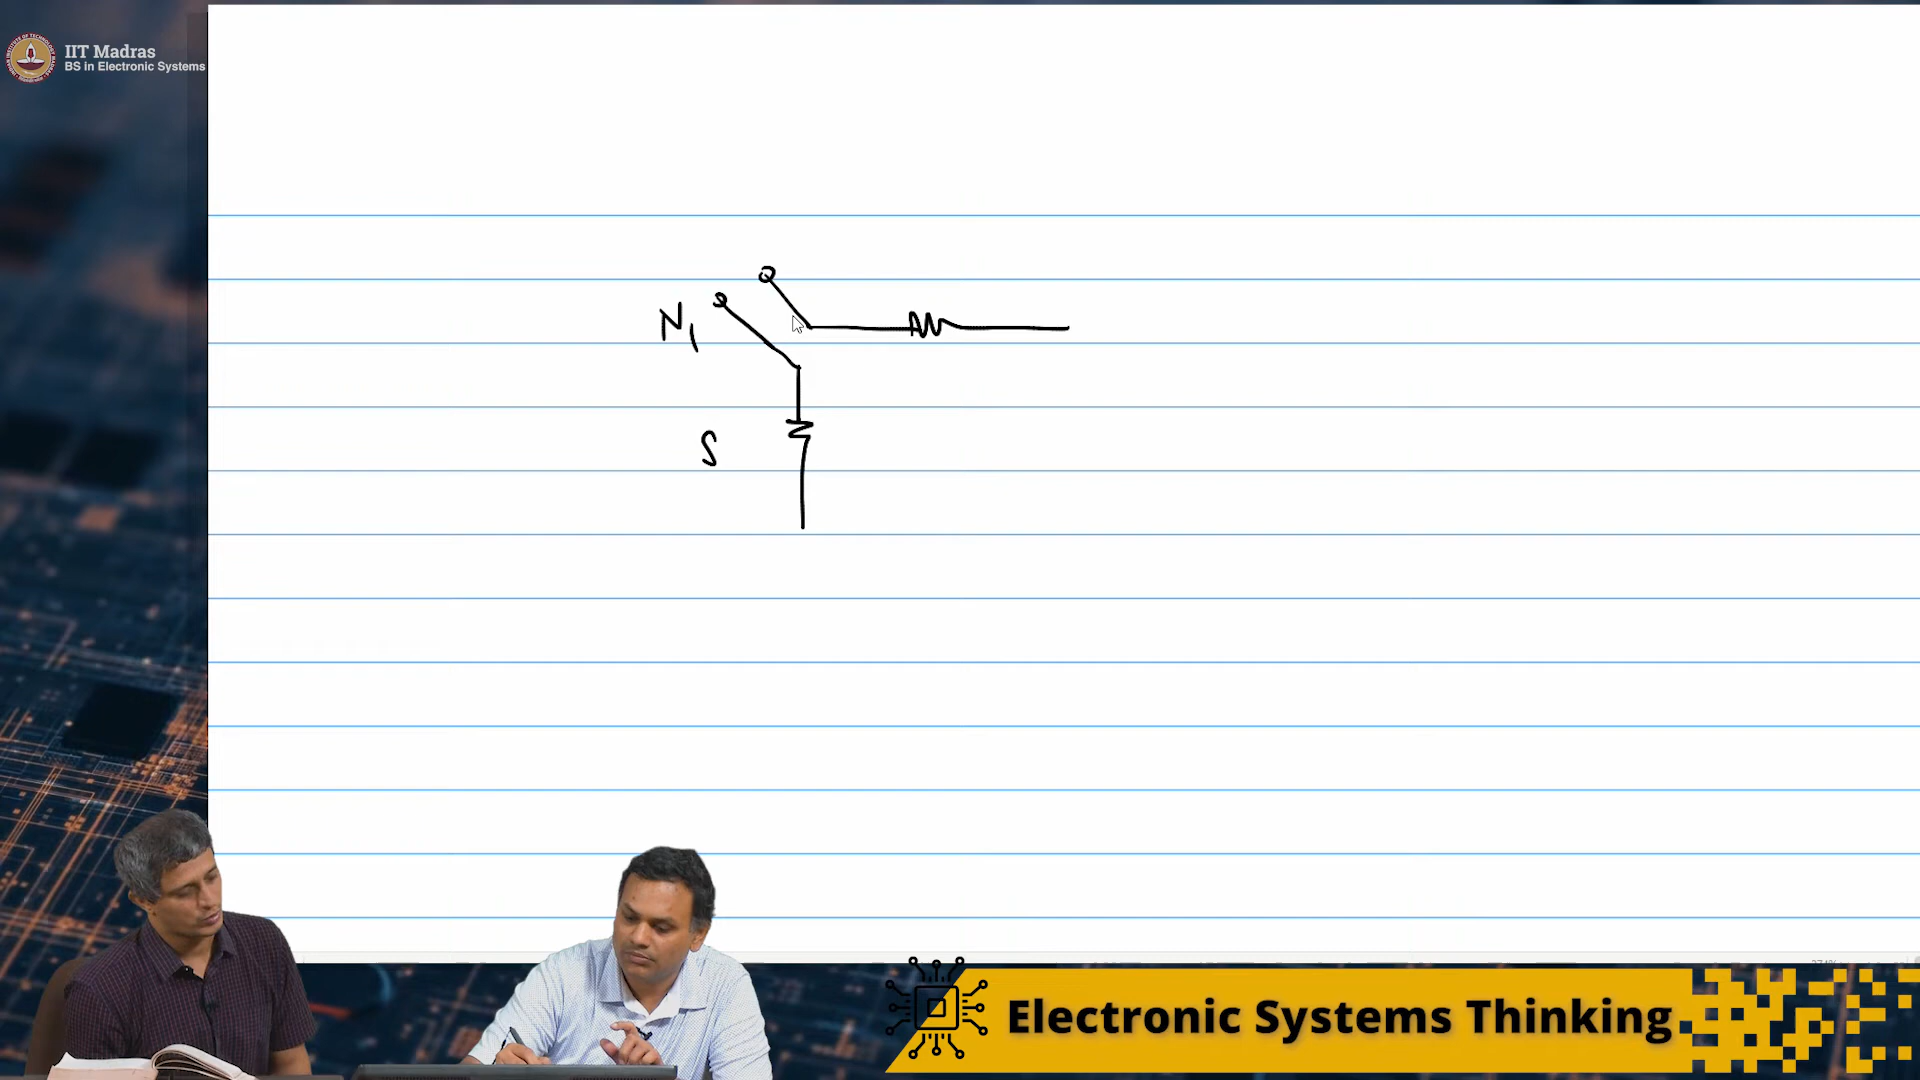 IIT Madras
BS in Electronic Systems
N1
S
Electronic Systems Thinking